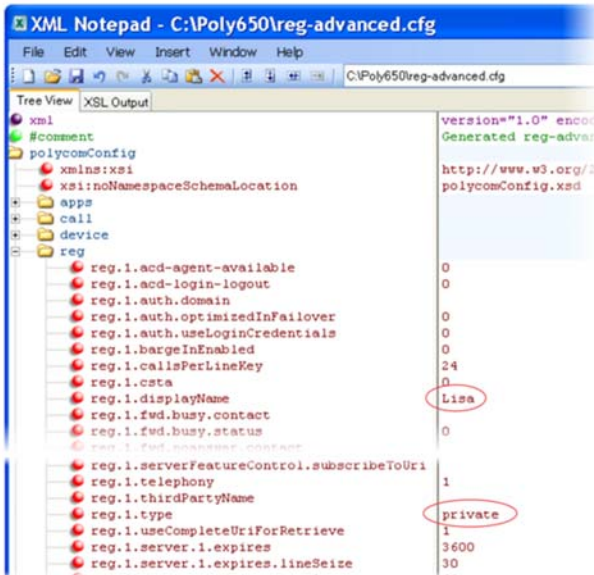 XML Notepad - C:\Poly650\reg-advanced.cfg
File Edit View Insert Window Help
C:\Poly650\reg-advanced.cfg
Tree View XSL Output
xml version="1.0" encod
#comment Generated reg-advan
polycomConfig
xmlns:xsi http://www.w3.org/2
xsi:noNamespaceSchemaLocation polycomConfig.xsd
apps
call
device
reg
reg.1.acd-agent-available 0
reg.1.acd-login-logout 0
reg.1.auth.domain
reg.1.auth.optimizedInFailover 0
reg.1.auth.useLoginCredentials 0
reg.1.bargeInEnabled 0
reg.1.callsPerLineKey 24
reg.1.csta 0
reg.1.displayName Lisa
reg.1.fwd.busy.contact
reg.1.fwd.busy.status 0
reg.1.fwd.noanswer.contact
reg.1.serverFeatureControl.subscribeToUri
reg.1.telephony 1
reg.1.thirdPartyName
reg.1.type private
reg.1.useCompleteUriForRetrieve 1
reg.1.server.1.expires 3600
reg.1.server.1.expires.lineSeize 30